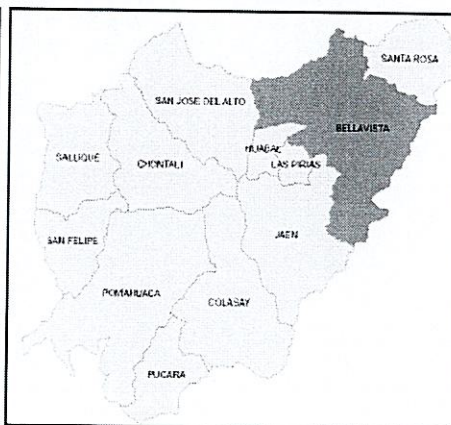 SANTA ROSA
SAN JOSE DEL ALTO
BELLAVISTA
HUABAL
LAS PIRIAS
SALLIQUE
CHONTALI
JAEN
SAN FELIPE
POMAHUACA
COLASAY
PUCARA